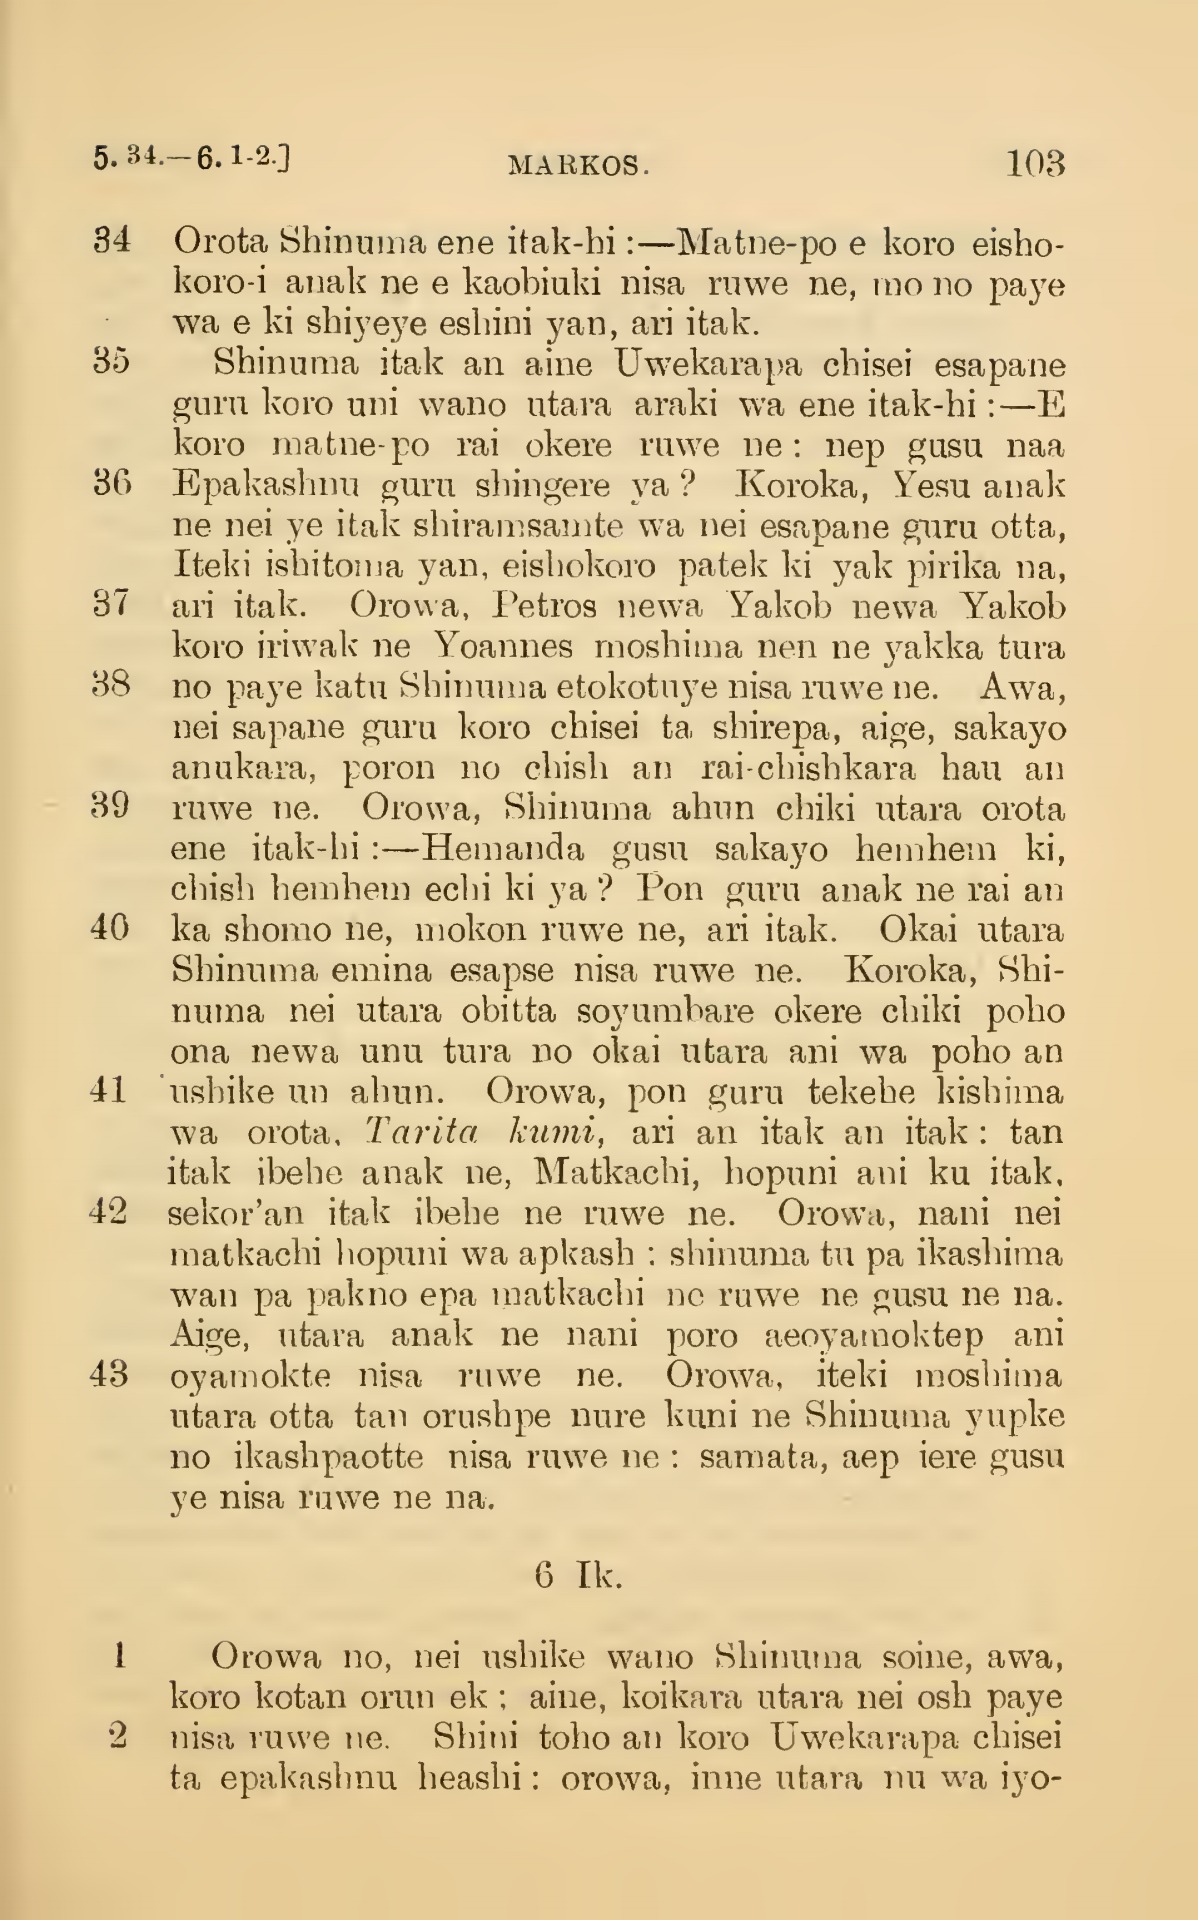 5. 34.—6. 1-2.] MARKOS. 103
34 Orota Shinuma ene itak-hi :—Matne-po e koro eisho-
koro-i anak ne e kaobiuki nisa ruwe ne, mo no paye
wa e ki shiyeye eshini yan, ari itak.
35 Shinuma itak an aine Uwekarapa chisei esapane
guru koro uni wano utara araki wa ene itak-hi :—E
koro matne-po rai okere ruwe ne : nep gusu naa
36 Epakashnu guru shingere ya ? Koroka, Yesu anak
ne nei ye itak shiramsamte wa nei esapane guru otta,
Iteki ishitoma yan, eishokoro patek ki yak pirika na,
37 ari itak. Orowa, Petros newa Yakob newa Yakob
koro iriwak ne Yoannes moshima nen ne yakka tura
38 no paye katu Shinuma etokotuye nisa ruwe ne. Awa,
nei sapane guru koro chisei ta shirepa, aige, sakayo
anukara, poron no chish an rai-chishkara hau an
39 ruwe ne. Orowa, Shinuma ahun chiki utara orota
ene itak-hi :—Hemanda gusu sakayo hemhem ki,
chish hemhem echi ki ya ? Pon guru anak ne rai an
40 ka shomo ne, mokon ruwe ne, ari itak. Okai utara
Shinuma emina esapse nisa ruwe ne. Koroka, Shi-
numa nei utara obitta soyumbare okere chiki poho
ona newa unu tura no okai utara ani wa poho an
41 ushike un ahun. Orowa, pon guru tekehe kishima
wa orota, Tarita kumi, ari an itak an itak : tan
itak ibehe anak ne, Matkachi, hopuni ani ku itak,
42 sekor'an itak ibehe ne ruwe ne. Orowa, nani nei
matkachi hopuni wa apkash : shinuma tu pa ikashima
wan pa pakno epa matkachi ne ruwe ne gusu ne na.
Aige, utara anak ne nani poro aeoyamoktep ani
43 oyamokte nisa ruwe ne. Orowa, iteki moshima
utara otta tan orushpe nure kuni ne Shinuma yupke
no ikashpaotte nisa ruwe ne : samata, aep iere gusu
ye nisa ruwe ne na.
6 Ik.
1 Orowa no, nei ushike wano Shinuma soine, awa,
koro kotan orun ek ; aine, koikara utara nei osh paye
2 nisa ruwe ne. Shini toho an koro Uwekarapa chisei
ta epakashnu heashi : orowa, inne utara nu wa iyo-